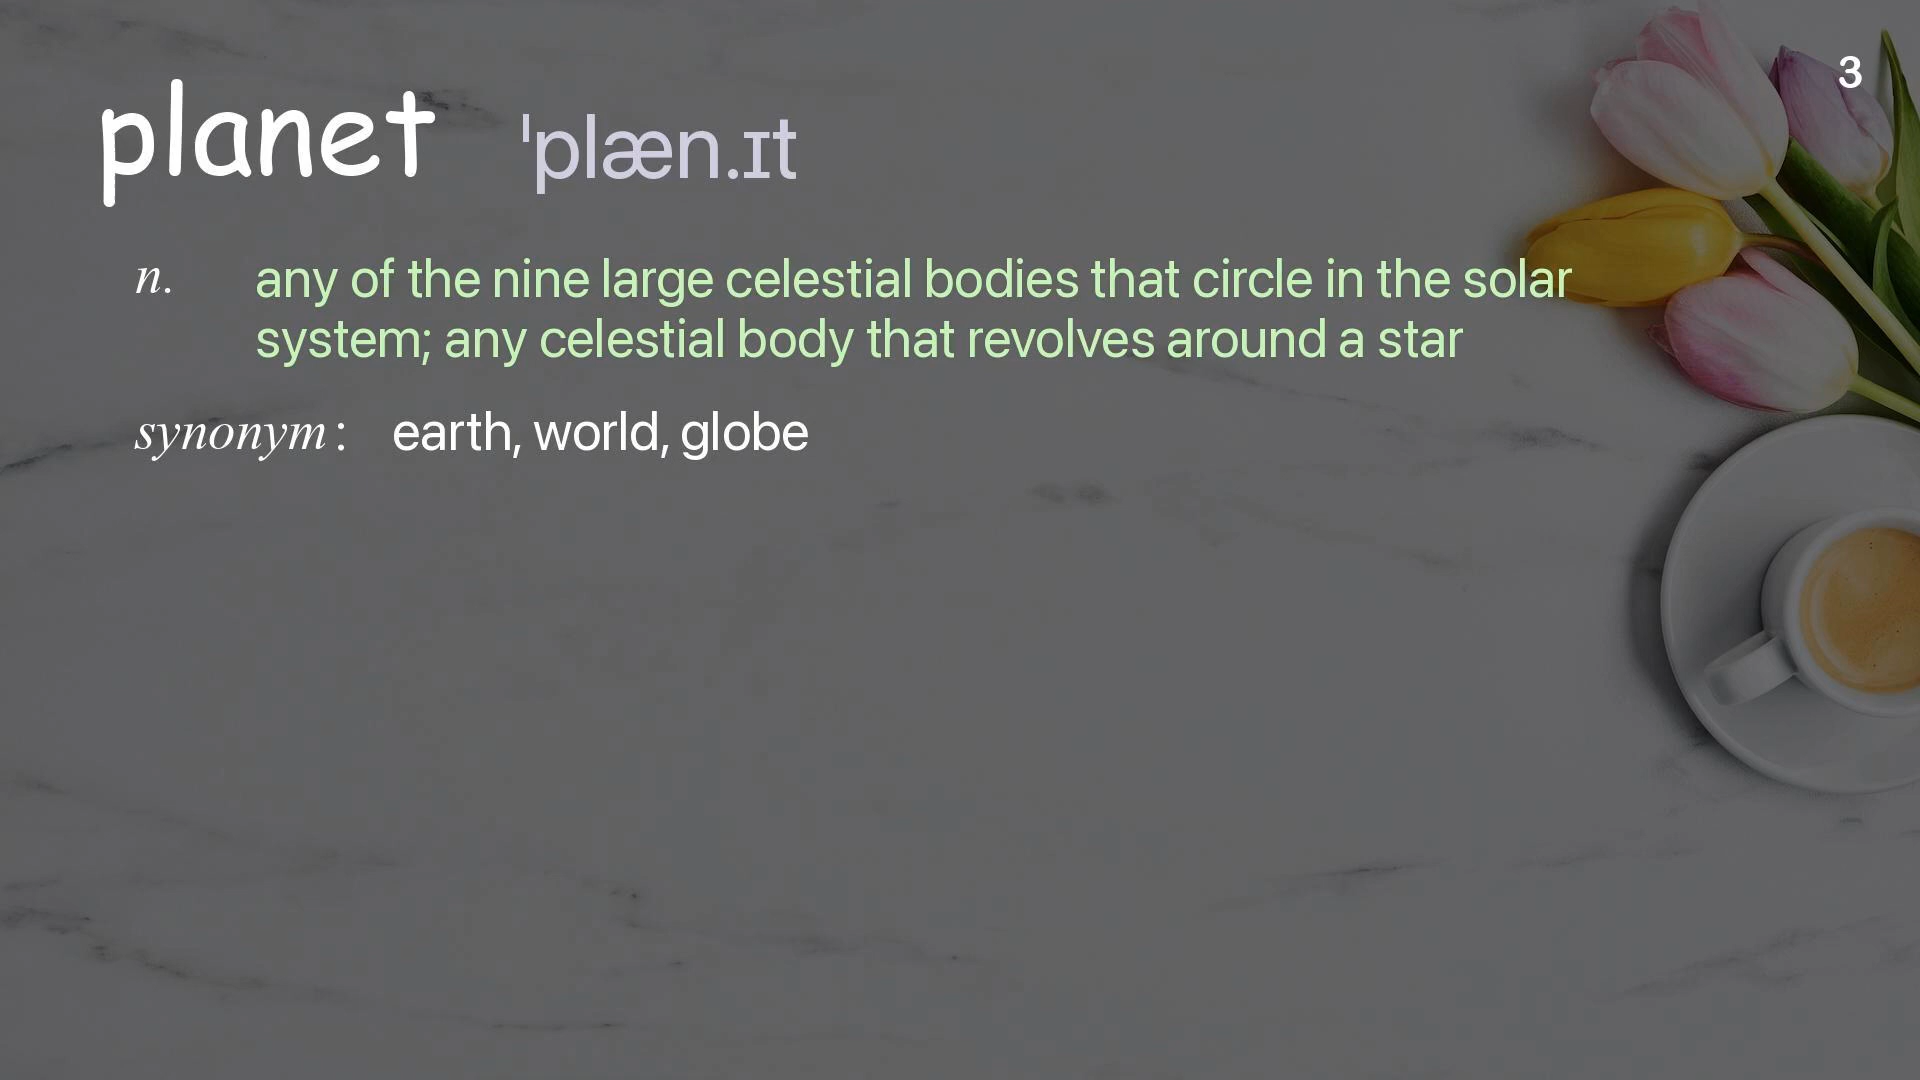 3
planet ˈplæn.ɪt
n. any of the nine large celestial bodies that circle in the solar
system; any celestial body that revolves around a star
synonym: earth, world, globe